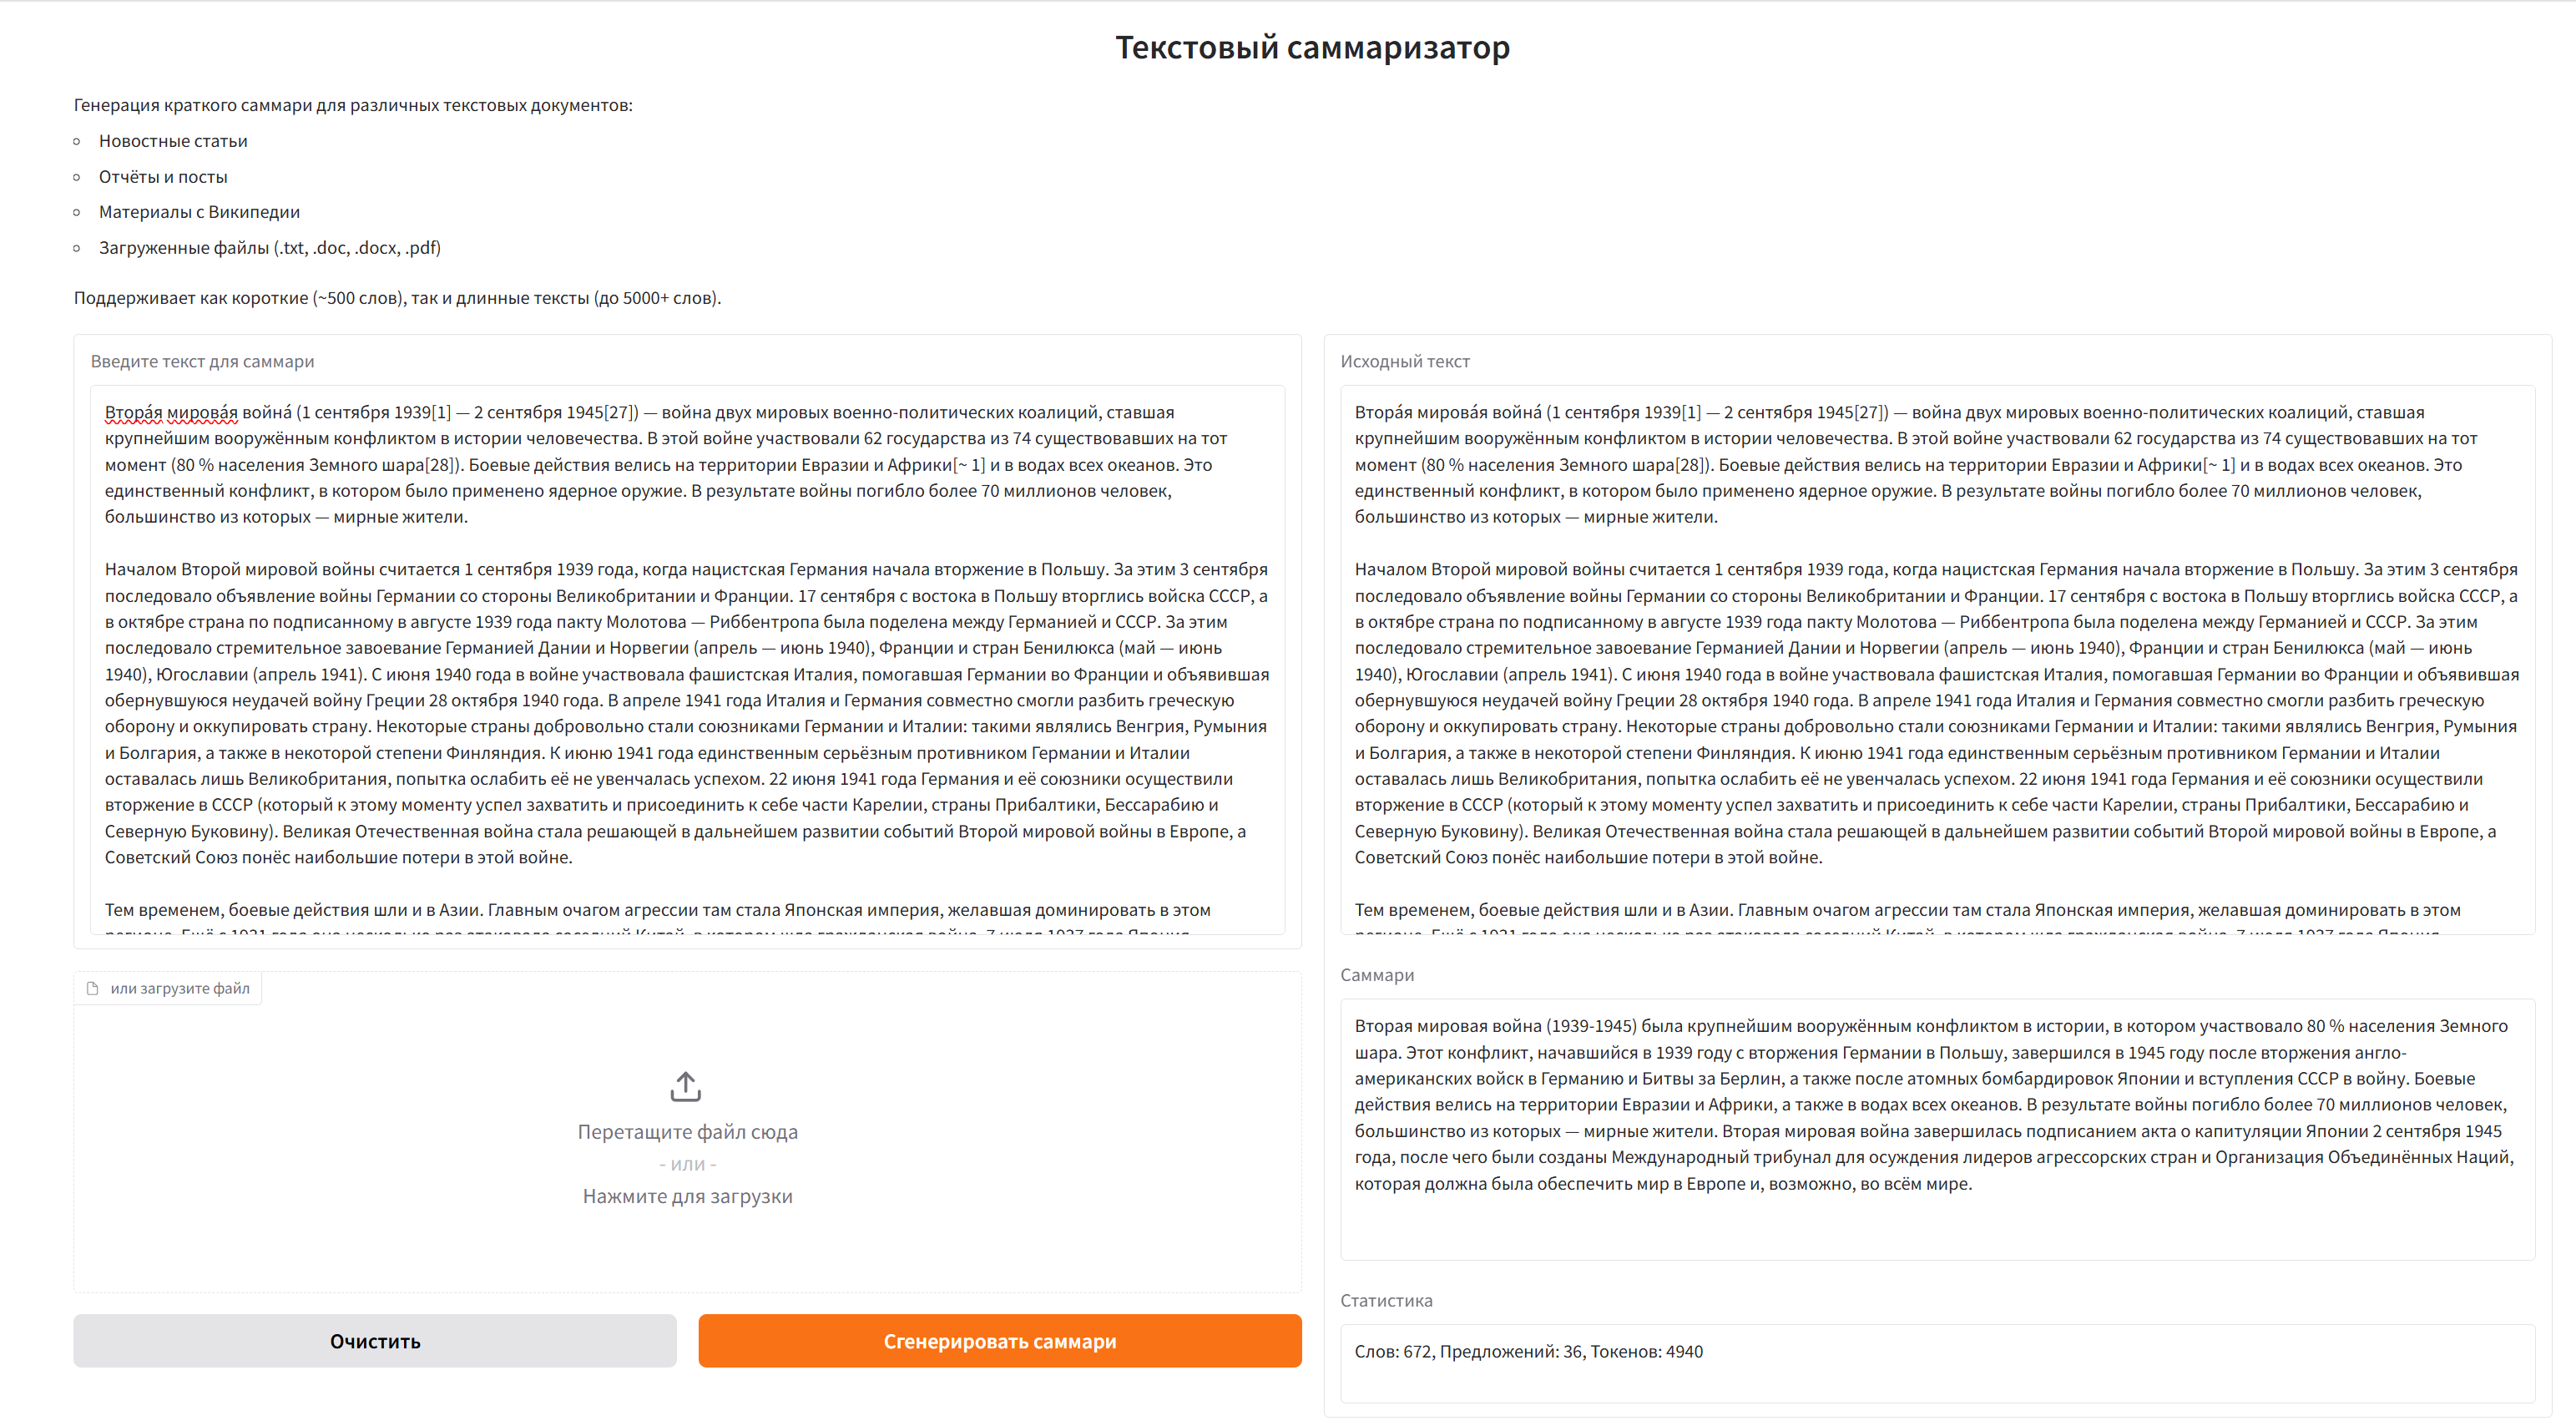 Текстовый саммаризатор
Генерация краткого саммари для различных текстовых документов:
Новостные статьи
Отчёты и посты
Материалы с Википедии
Загруженные файлы (.txt, .doc, .docx, .pdf)
Поддерживает как короткие (~500 слов), так и длинные тексты (до 5000+ слов).
Введите текст для саммари
Втора́я мирова́я война́ (1 сентября 1939[1] — 2 сентября 1945[27]) — война двух мировых военно-политических коалиций, ставшая
крупнейшим вооружённым конфликтом в истории человечества. В этой войне участвовали 62 государства из 74 существовавших на тот
момент (80 % населения Земного шара[28]). Боевые действия велись на территории Евразии и Африки[~ 1] и в водах всех океанов. Это
единственный конфликт, в котором было применено ядерное оружие. В результате войны погибло более 70 миллионов человек,
большинство из которых — мирные жители.
Началом Второй мировой войны считается 1 сентября 1939 года, когда нацистская Германия начала вторжение в Польшу. За этим 3 сентября
последовало объявление войны Германии со стороны Великобритании и Франции. 17 сентября с востока в Польшу вторглись войска СССР, а
в октябре страна по подписанному в августе 1939 года пакту Молотова — Риббентропа была поделена между Германией и СССР. За этим
последовало стремительное завоевание Германией Дании и Норвегии (апрель — июнь 1940), Франции и стран Бенилюкса (май — июнь
1940), Югославии (апрель 1941). С июня 1940 года в войне участвовала фашистская Италия, помогавшая Германии во Франции и объявившая
обернувшуюся неудачей войну Греции 28 октября 1940 года. В апреле 1941 года Италия и Германия совместно смогли разбить греческую
оборону и оккупировать страну. Некоторые страны добровольно стали союзниками Германии и Италии: такими являлись Венгрия, Румыния
и Болгария, а также в некоторой степени Финляндия. К июню 1941 года единственным серьёзным противником Германии и Италии
оставалась лишь Великобритания, попытка ослабить её не увенчалась успехом. 22 июня 1941 года Германия и её союзники осуществили
вторжение в СССР (который к этому моменту успел захватить и присоединить к себе части Карелии, страны Прибалтики, Бессарабию и
Северную Буковину). Великая Отечественная война стала решающей в дальнейшем развитии событий Второй мировой войны в Европе, а
Советский Союз понёс наибольшие потери в этой войне.
Тем временем, боевые действия шли и в Азии. Главным очагом агрессии там стала Японская империя, желавшая доминировать в этом
или загрузите файл
Перетащите файл сюда
- или -
Нажмите для загрузки
Очистить
Сгенерировать саммари
Исходный текст
Втора́я мирова́я война́ (1 сентября 1939[1] — 2 сентября 1945[27]) — война двух мировых военно-политических коалиций, ставшая
крупнейшим вооружённым конфликтом в истории человечества. В этой войне участвовали 62 государства из 74 существовавших на тот
момент (80 % населения Земного шара[28]). Боевые действия велись на территории Евразии и Африки[~ 1] и в водах всех океанов. Это
единственный конфликт, в котором было применено ядерное оружие. В результате войны погибло более 70 миллионов человек,
большинство из которых — мирные жители.
Началом Второй мировой войны считается 1 сентября 1939 года, когда нацистская Германия начала вторжение в Польшу. За этим 3 сентября
последовало объявление войны Германии со стороны Великобритании и Франции. 17 сентября с востока в Польшу вторглись войска СССР, а
в октябре страна по подписанному в августе 1939 года пакту Молотова — Риббентропа была поделена между Германией и СССР. За этим
последовало стремительное завоевание Германией Дании и Норвегии (апрель — июнь 1940), Франции и стран Бенилюкса (май — июнь
1940), Югославии (апрель 1941). С июня 1940 года в войне участвовала фашистская Италия, помогавшая Германии во Франции и объявившая
обернувшуюся неудачей войну Греции 28 октября 1940 года. В апреле 1941 года Италия и Германия совместно смогли разбить греческую
оборону и оккупировать страну. Некоторые страны добровольно стали союзниками Германии и Италии: такими являлись Венгрия, Румыния
и Болгария, а также в некоторой степени Финляндия. К июню 1941 года единственным серьёзным противником Германии и Италии
оставалась лишь Великобритания, попытка ослабить её не увенчалась успехом. 22 июня 1941 года Германия и её союзники осуществили
вторжение в СССР (который к этому моменту успел захватить и присоединить к себе части Карелии, страны Прибалтики, Бессарабию и
Северную Буковину). Великая Отечественная война стала решающей в дальнейшем развитии событий Второй мировой войны в Европе, а
Советский Союз понёс наибольшие потери в этой войне.
Тем временем, боевые действия шли и в Азии. Главным очагом агрессии там стала Японская империя, желавшая доминировать в этом
Саммари
Вторая мировая война (1939-1945) была крупнейшим вооружённым конфликтом в истории, в котором участвовало 80 % населения Земного
шара. Этот конфликт, начавшийся в 1939 году с вторжения Германии в Польшу, завершился в 1945 году после вторжения англо-
американских войск в Германию и Битвы за Берлин, а также после атомных бомбардировок Японии и вступления СССР в войну. Боевые
действия велись на территории Евразии и Африки, а также в водах всех океанов. В результате войны погибло более 70 миллионов человек,
большинство из которых — мирные жители. Вторая мировая война завершилась подписанием акта о капитуляции Японии 2 сентября 1945
года, после чего были созданы Международный трибунал для осуждения лидеров агрессорских стран и Организация Объединённых Наций,
которая должна была обеспечить мир в Европе и, возможно, во всём мире.
Статистика
Слов: 672, Предложений: 36, Токенов: 4940